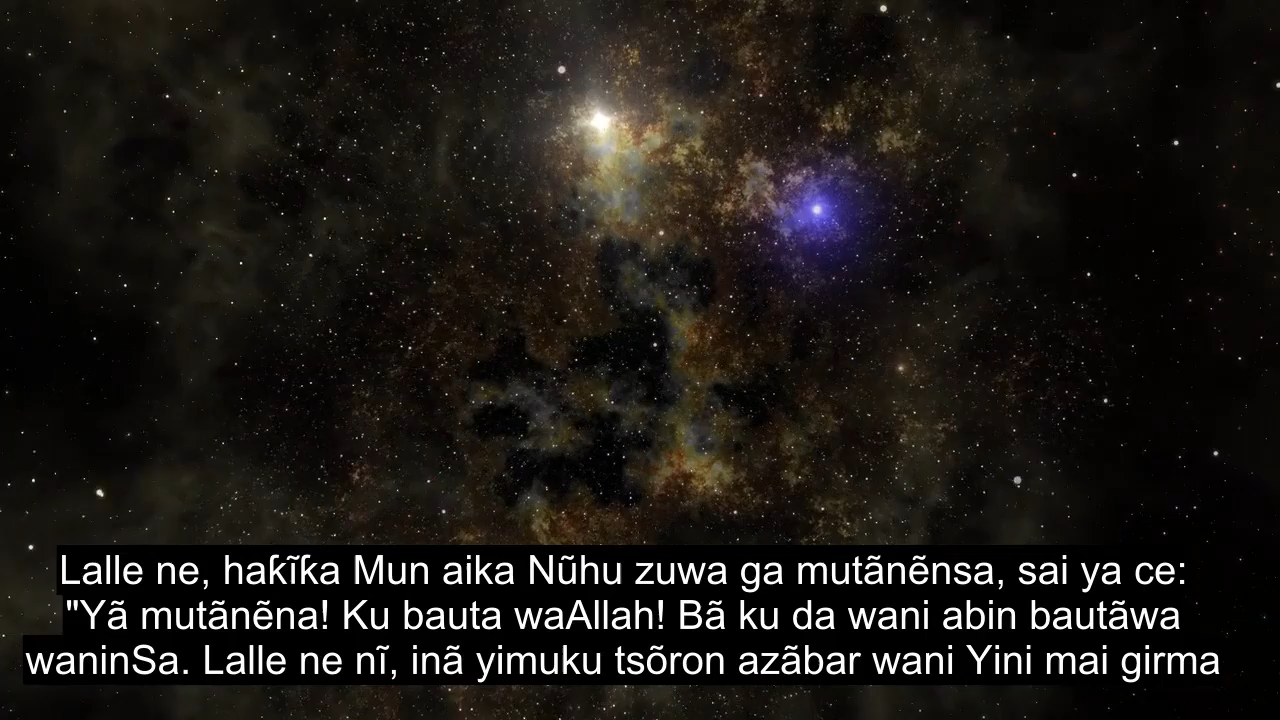 Lalle ne, haƙĩƙa Mun aika Nũhu zuwa ga mutãnẽnsa, sai ya ce:
"Yã mutãnẽna! Ku bauta waAllah! Bã ku da wani abin bautãwa
waninSa. Lalle ne nĩ, inã yimuku tsõron azãbar wani Yini mai girma